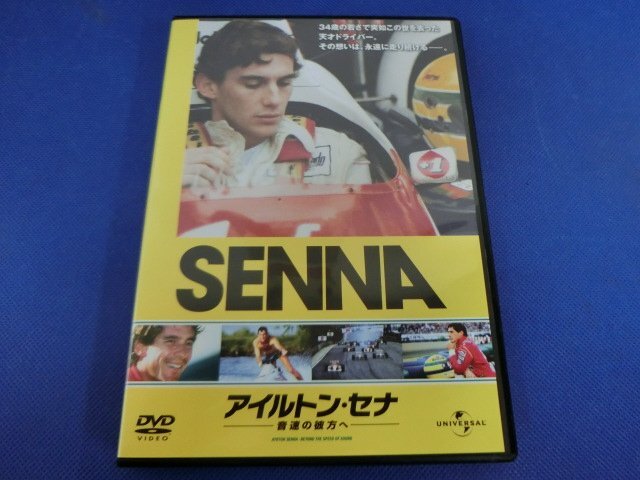 34歳の若さで突如この世を去った
天才ドライバー。
その想いは、永遠に走り続ける――。
1
SENNA
アイルトン・セナ
音速の彼方へ
AYRTON SENNA: BEYOND THE SPEED OF SOUND
DVD
VIDEO
UNIVERSAL